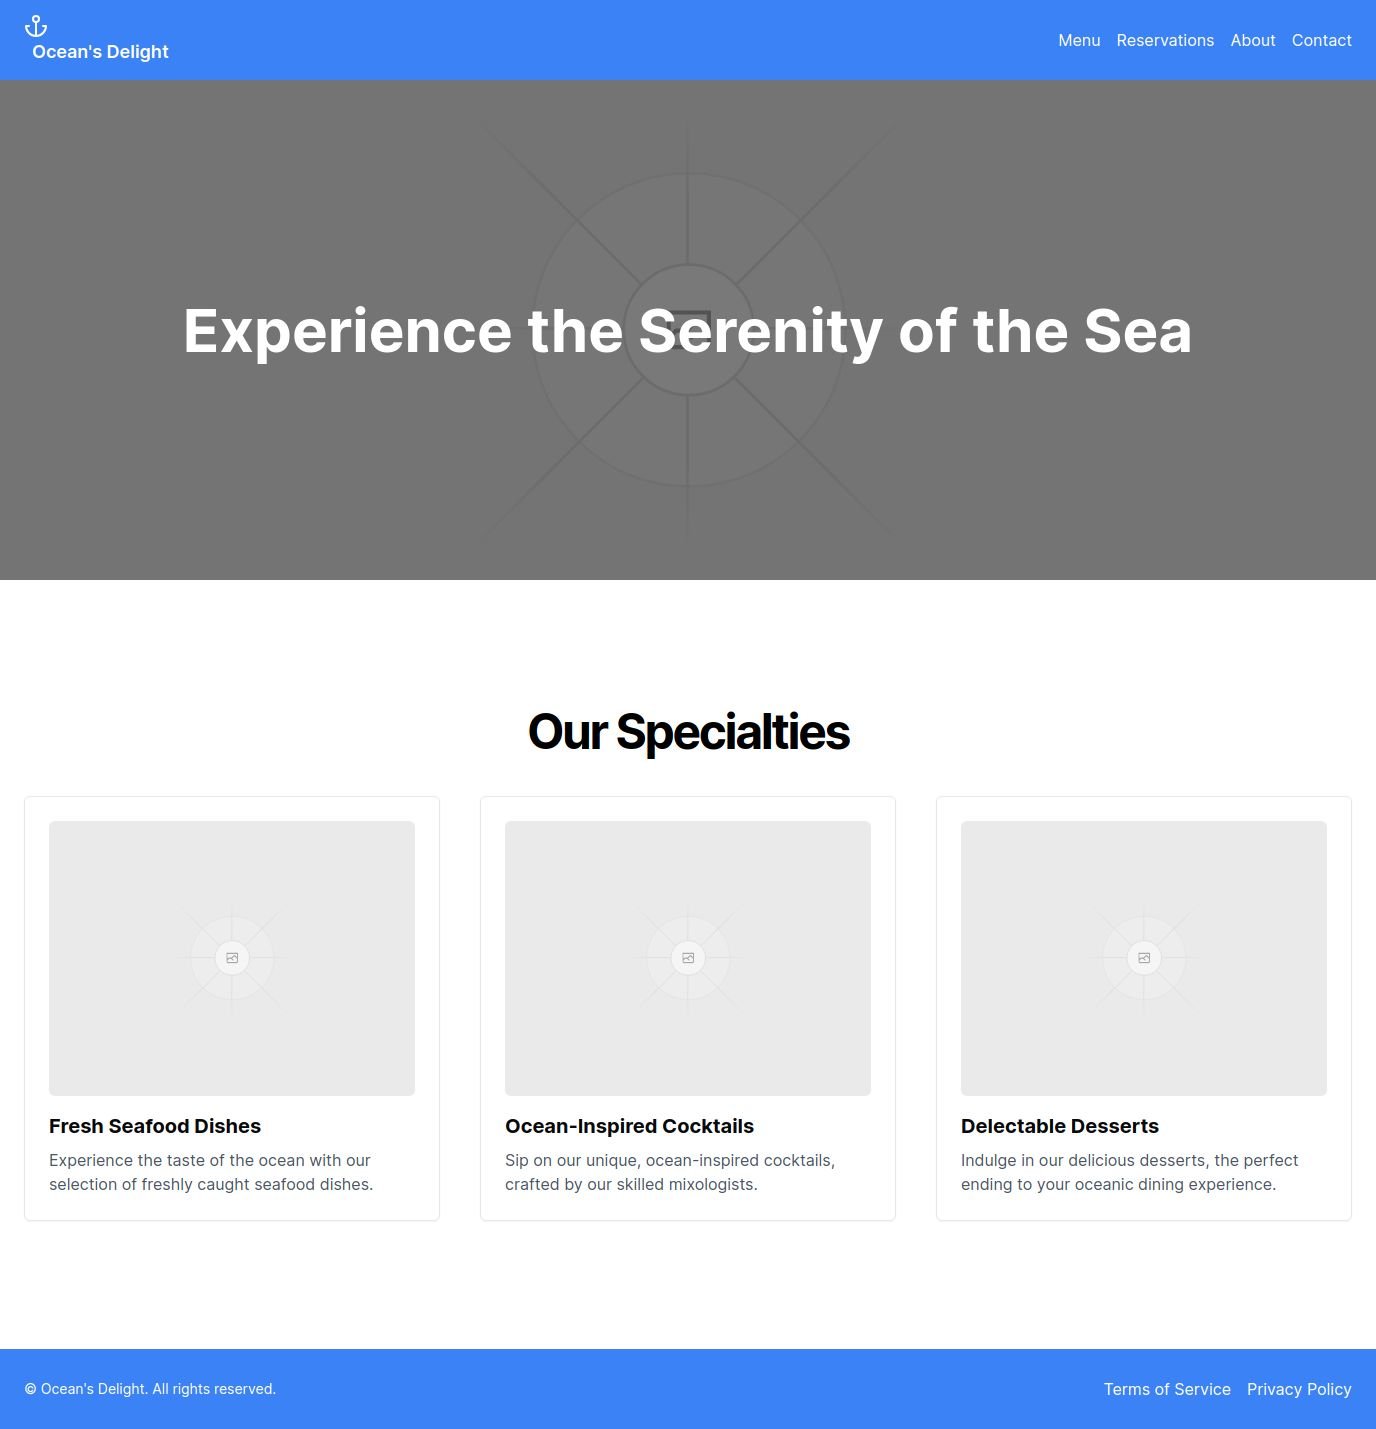 Ocean's Delight
Menu Reservations About Contact
Experience the Serenity of the Sea
Our Specialties
Fresh Seafood Dishes
Experience the taste of the ocean with our
selection of freshly caught seafood dishes.
Ocean-Inspired Cocktails
Sip on our unique, ocean-inspired cocktails,
crafted by our skilled mixologists.
Delectable Desserts
Indulge in our delicious desserts, the perfect
ending to your oceanic dining experience.
© Ocean's Delight. All rights reserved.
Terms of Service Privacy Policy